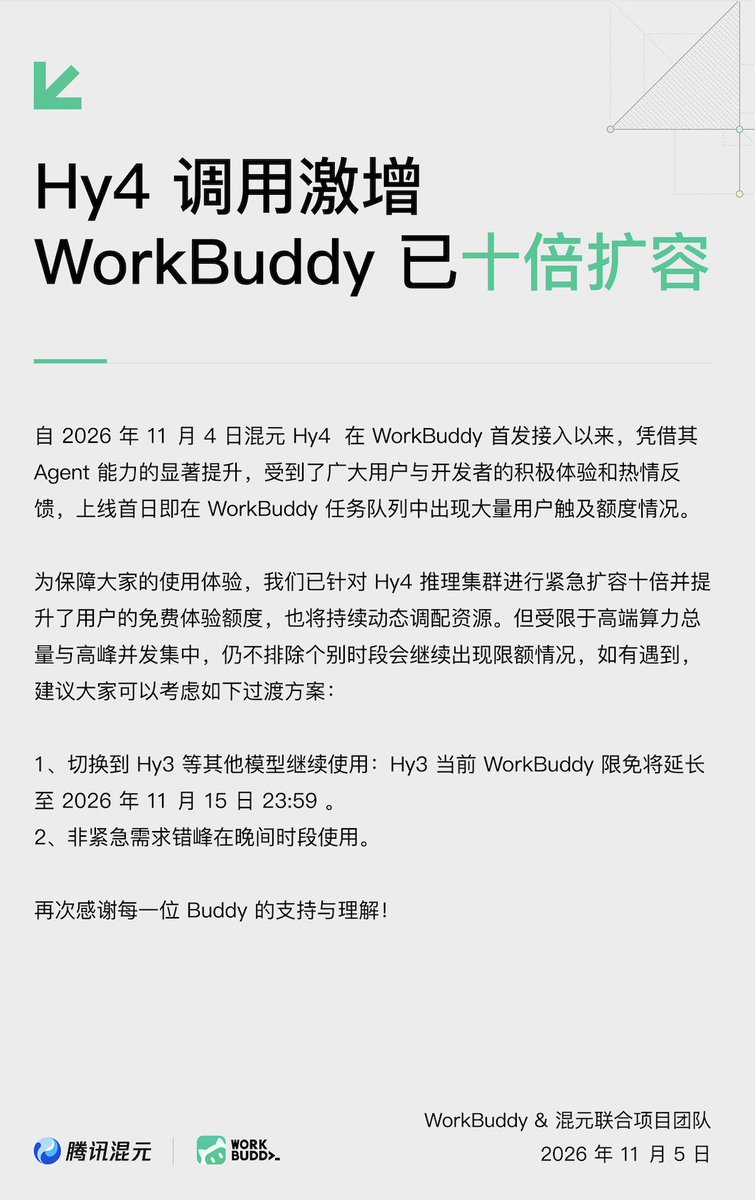 Hy4 调用激增
WorkBuddy 已十倍扩容
自 2026 年 11 月 4 日混元 Hy4 在 WorkBuddy 首发接入以来，凭借其
Agent 能力的显著提升，受到了广大用户与开发者的积极体验和热情反
馈，上线首日即在 WorkBuddy 任务队列中出现大量用户触及额度情况。
为保障大家的使用体验，我们已针对 Hy4 推理集群进行紧急扩容十倍并提
升了用户的免费体验额度，也将持续动态调配资源。但受限于高端算力总
量与高峰并发集中，仍不排除个别时段会继续出现限额情况，如有遇到，
建议大家可以考虑如下过渡方案：
1、切换到 Hy3 等其他模型继续使用：Hy3 当前 WorkBuddy 限免将延长
至 2026 年 11 月 15 日 23:59 。
2、非紧急需求错峰在晚间时段使用。
再次感谢每一位 Buddy 的支持与理解！
WorkBuddy & 混元联合项目团队
2026 年 11 月 5 日
腾讯混元
WORK
BUDD>_